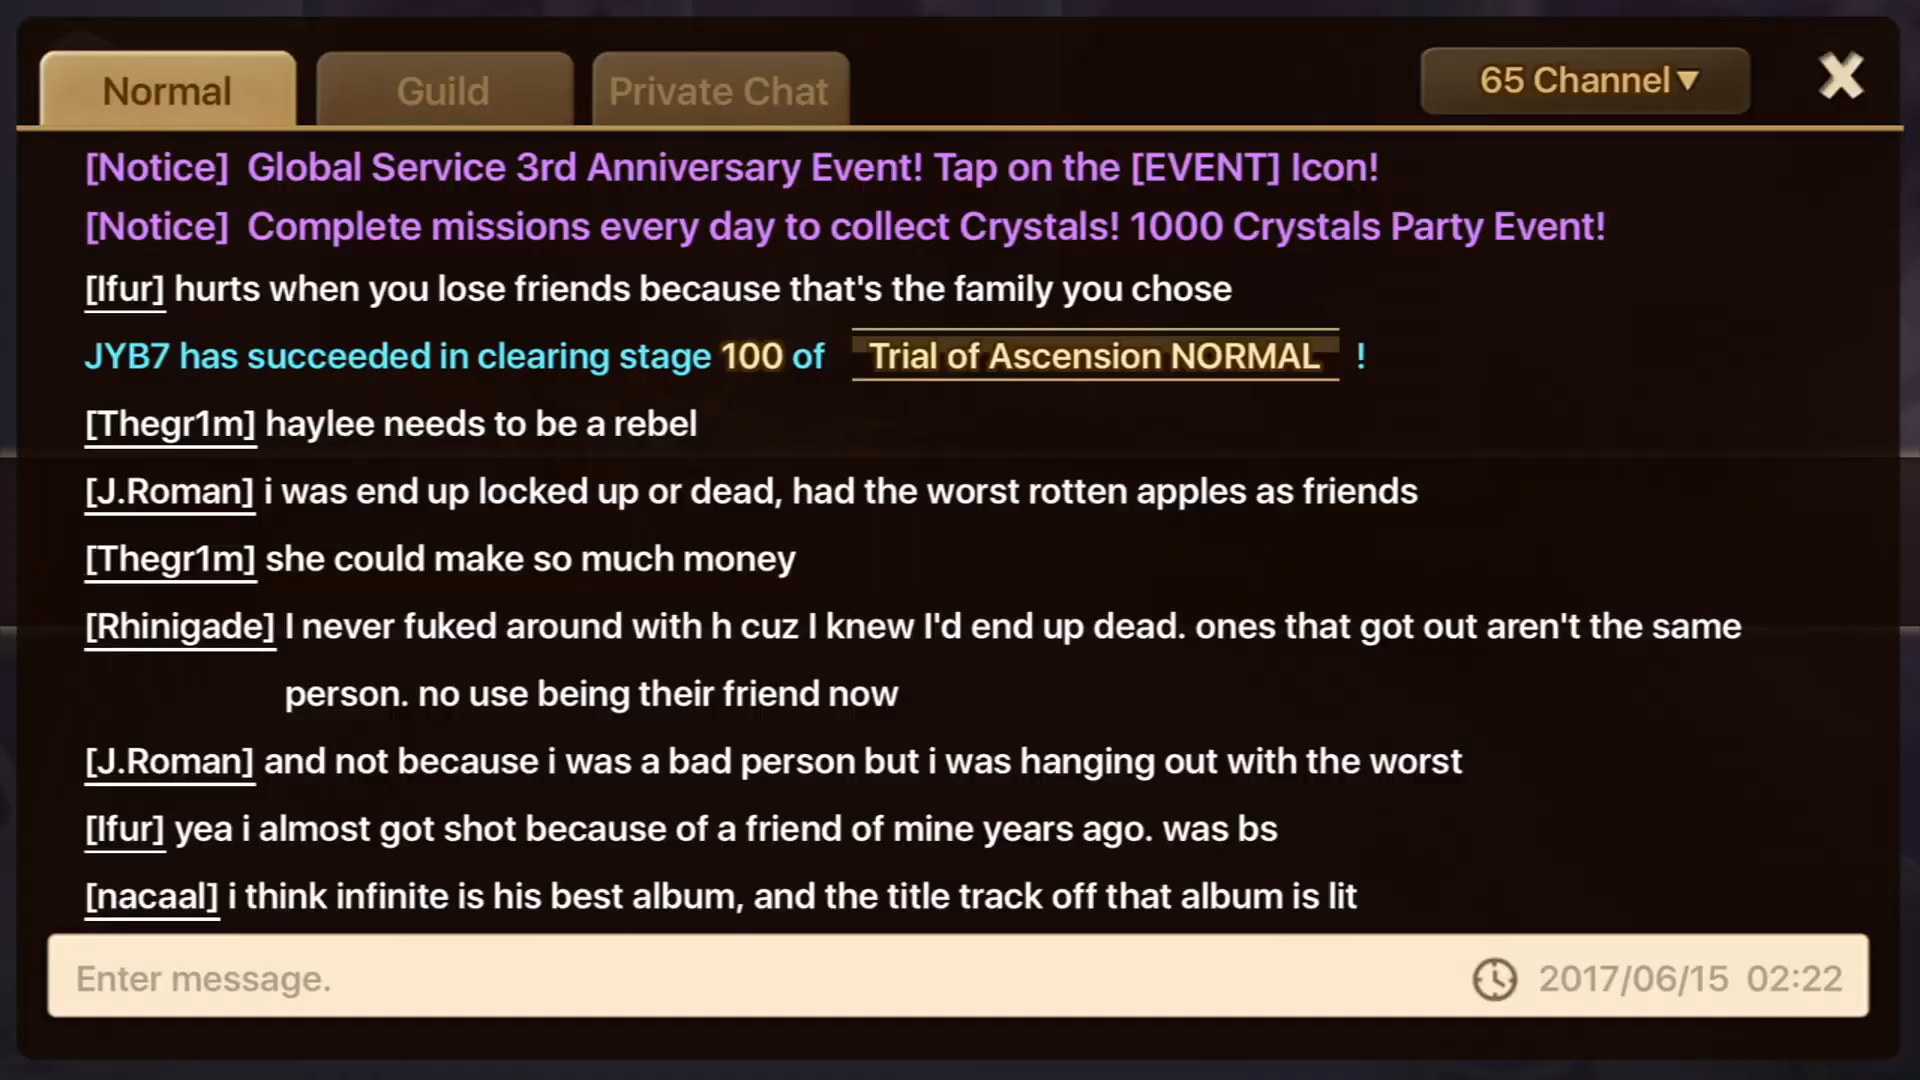 Normal Guild Private Chat 65 Channel▼
[Notice] Global Service 3rd Anniversary Event! Tap on the [EVENT] Icon!
[Notice] Complete missions every day to collect Crystals! 1000 Crystals Party Event!
[Ifur] hurts when you lose friends because that's the family you chose
JYB7 has succeeded in clearing stage 100 of Trial of Ascension NORMAL !
[Thegr1m] haylee needs to be a rebel
[J.Roman] i was end up locked up or dead, had the worst rotten apples as friends
[Thegr1m] she could make so much money
[Rhinigade] I never fuked around with h cuz I knew I'd end up dead. ones that got out aren't the same
person. no use being their friend now
[J.Roman] and not because i was a bad person but i was hanging out with the worst
[Ifur] yea i almost got shot because of a friend of mine years ago. was bs
[nacaal] i think infinite is his best album, and the title track off that album is lit
Enter message. 2017/06/15 02:22